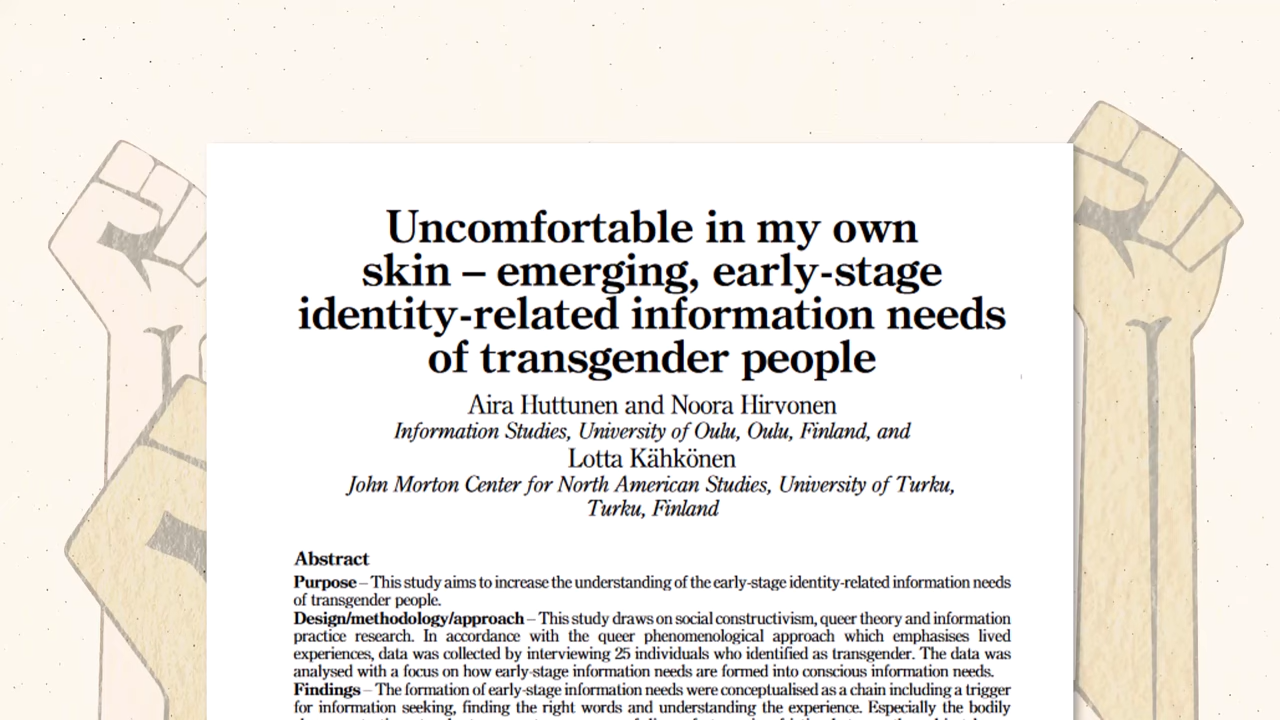 Uncomfortable in my own
skin – emerging, early-stage
identity-related information needs
of transgender people
Aira Huttunen and Noora Hirvonen
Information Studies, University of Oulu, Oulu, Finland, and
Lotta Kähkönen
John Morton Center for North American Studies, University of Turku,
Turku, Finland
Abstract
Purpose – This study aims to increase the understanding of the early-stage identity-related information needs
of transgender people.
Design/methodology/approach – This study draws on social constructivism, queer theory and information
practice research. In accordance with the queer phenomenological approach which emphasises lived
experiences, data was collected by interviewing 25 individuals who identified as transgender. The data was
analysed with a focus on how early-stage information needs are formed into conscious information needs.
Findings – The formation of early-stage information needs were conceptualised as a chain including a trigger
for information seeking, finding the right words and understanding the experience. Especially the bodily